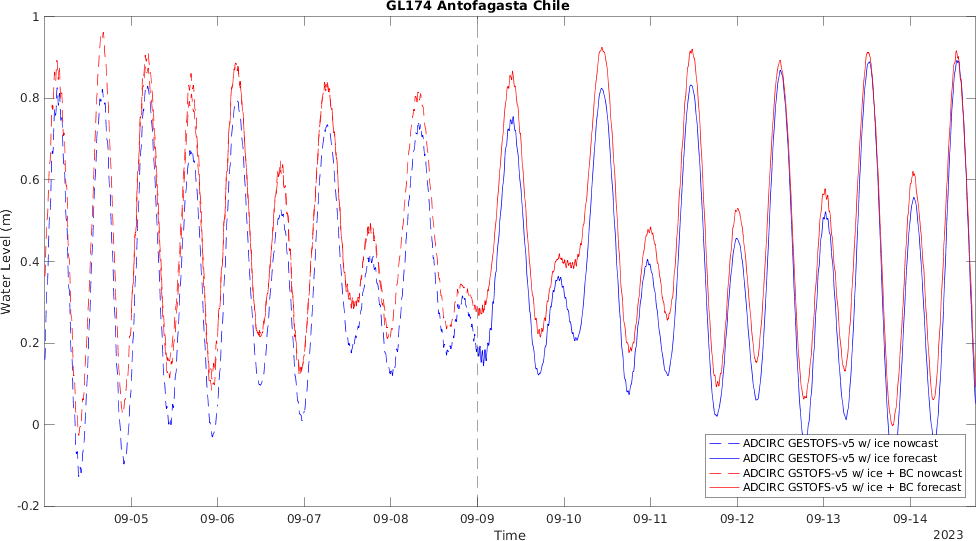 GL174 Antofagasta Chile
1
0.8
0.6
0.4
0.2
0
-0.2
Water Level (m)
ADCIRC GESTOFS-v5 w/ ice nowcast
ADCIRC GESTOFS-v5 w/ ice forecast
ADCIRC GSTOFS-v5 w/ ice + BC nowcast
ADCIRC GSTOFS-v5 w/ ice + BC forecast
09-05 09-06 09-07 09-08 09-09 09-10 09-11 09-12 09-13 09-14
Time
2023